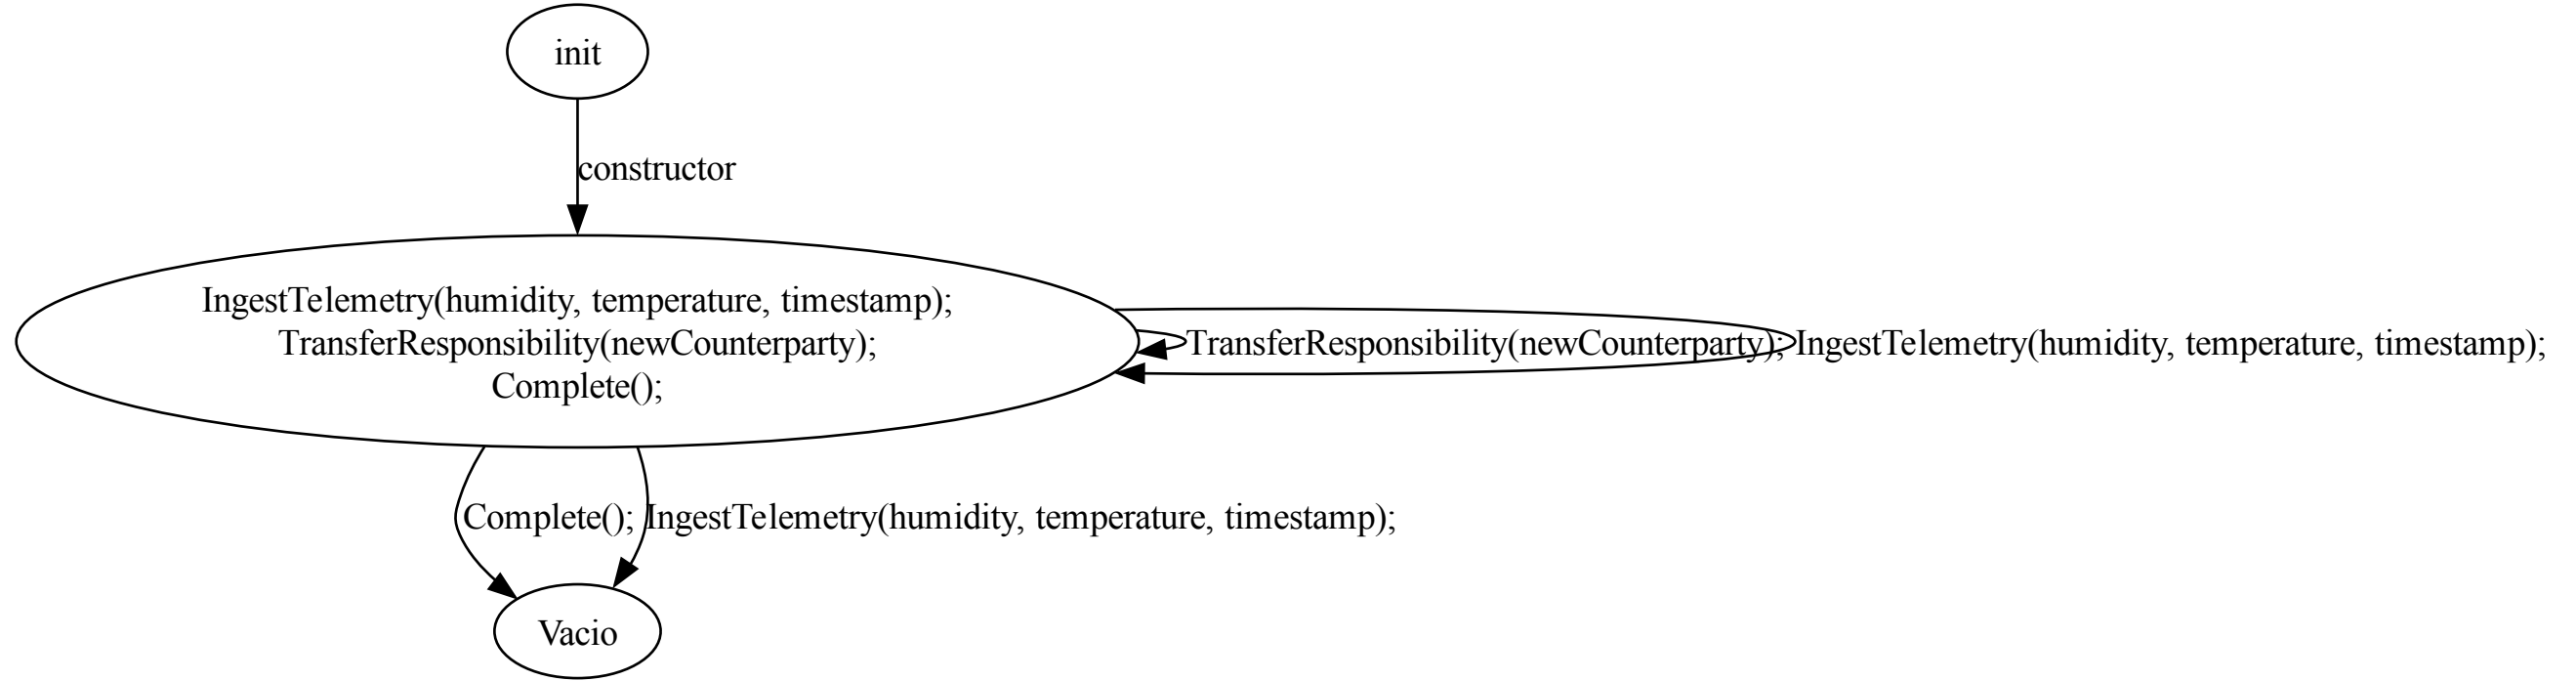 init
constructor
IngestTelemetry(humidity, temperature, timestamp);
TransferResponsibility(newCounterparty);
Complete();
TransferResponsibility(newCounterparty);
IngestTelemetry(humidity, temperature, timestamp);
Complete();
IngestTelemetry(humidity, temperature, timestamp);
Vacio